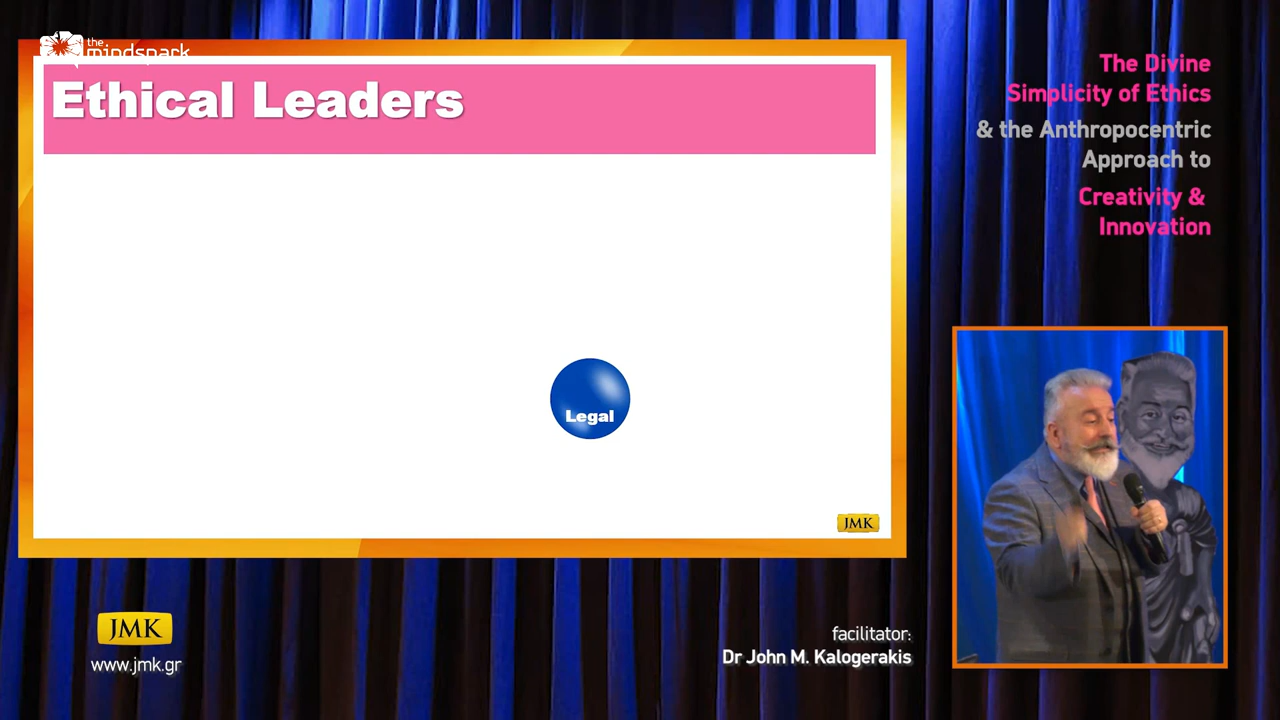 the
mindspark
Ethical Leaders
Legal
JMK
The Divine
Simplicity of Ethics
& the Anthropocentric
Approach to
Creativity &
Innovation
JMK
www.jmk.gr
facilitator:
Dr John M. Kalogerakis